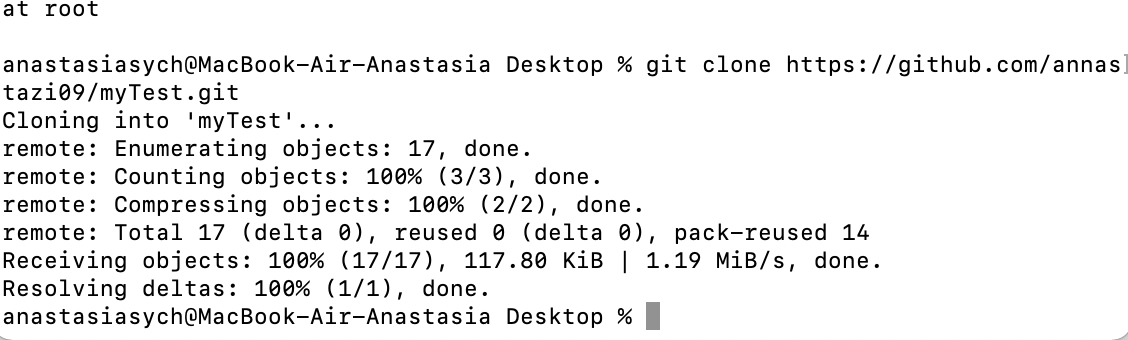 at root
anastasiasych@MacBook-Air-Anastasia Desktop % git clone https://github.com/annas
tazi09/myTest.git
Cloning into 'myTest'...
remote: Enumerating objects: 17, done.
remote: Counting objects: 100% (3/3), done.
remote: Compressing objects: 100% (2/2), done.
remote: Total 17 (delta 0), reused 0 (delta 0), pack-reused 14
Receiving objects: 100% (17/17), 117.80 KiB | 1.19 MiB/s, done.
Resolving deltas: 100% (1/1), done.
anastasiasych@MacBook-Air-Anastasia Desktop %